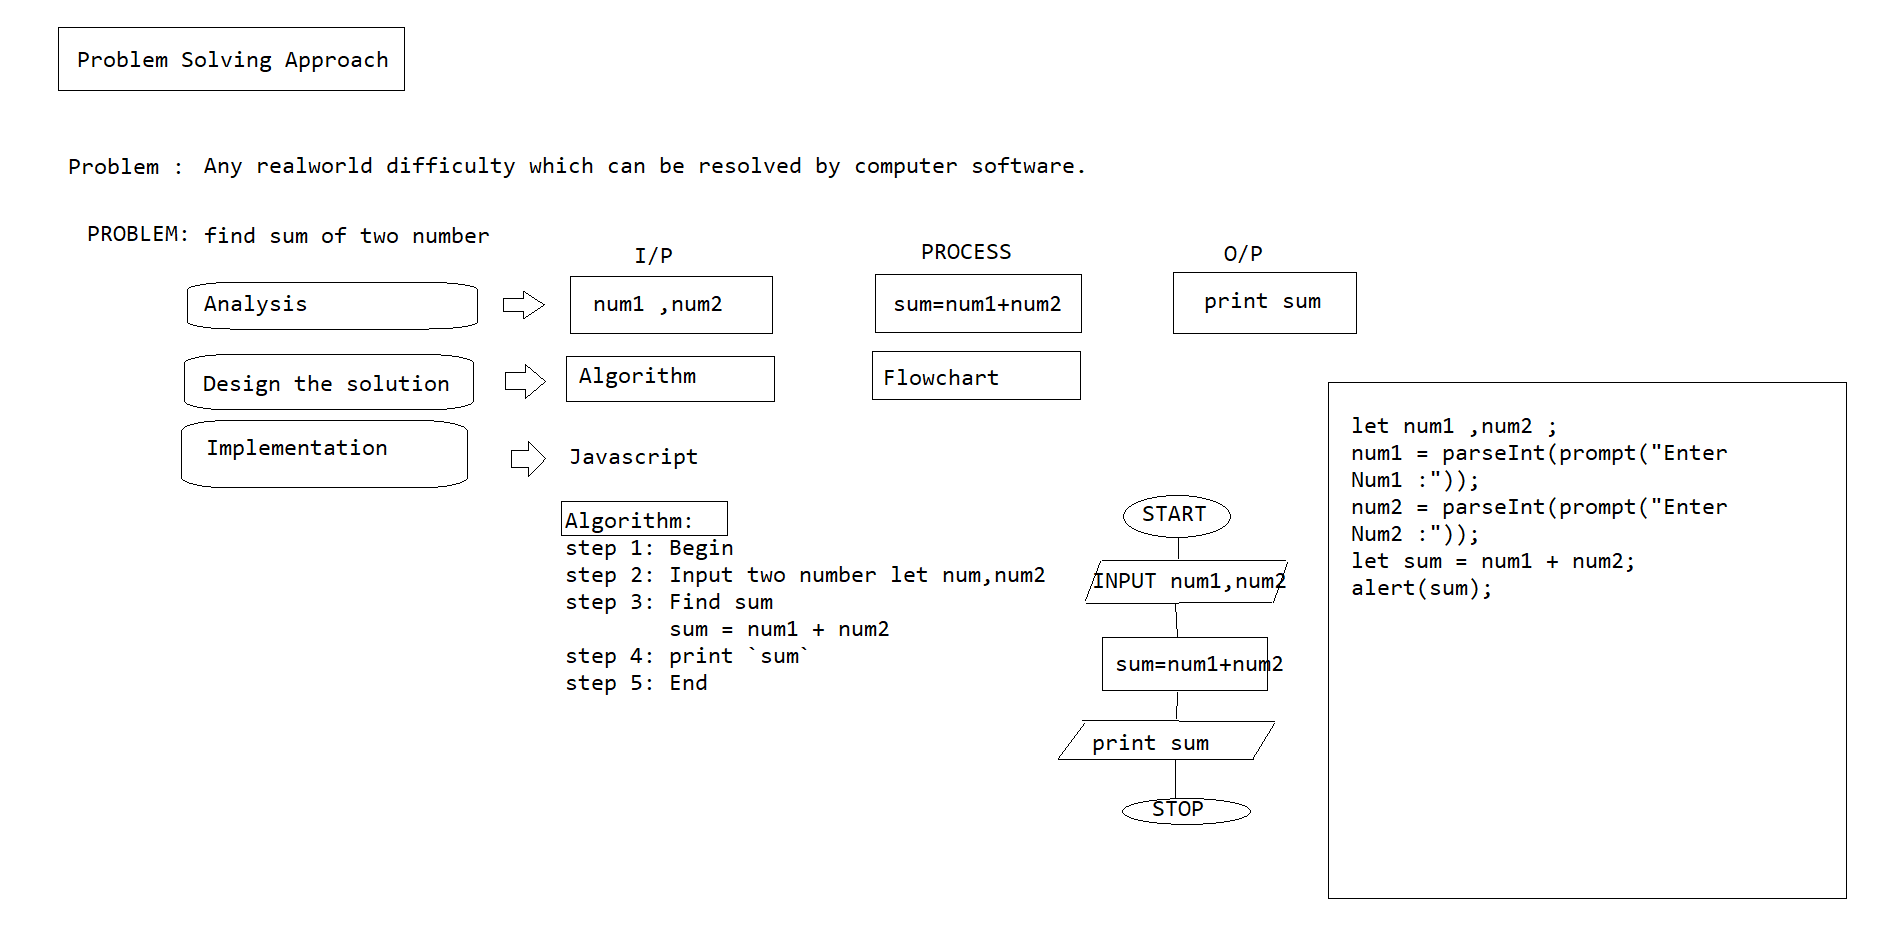 Problem Solving Approach
Problem : Any realworld difficulty which can be resolved by computer software.
PROBLEM: find sum of two number
I/P PROCESS O/P
Analysis num1 ,num2 sum=num1+num2 print sum
Design the solution Algorithm Flowchart
Implementation Javascript
Algorithm:
step 1: Begin
step 2: Input two number let num,num2
step 3: Find sum
sum = num1 + num2
step 4: print `sum`
step 5: End
START
INPUT num1,num2
sum=num1+num2
print sum
STOP
let num1 ,num2 ;
num1 = parseInt(prompt("Enter
Num1 :"));
num2 = parseInt(prompt("Enter
Num2 :"));
let sum = num1 + num2;
alert(sum);